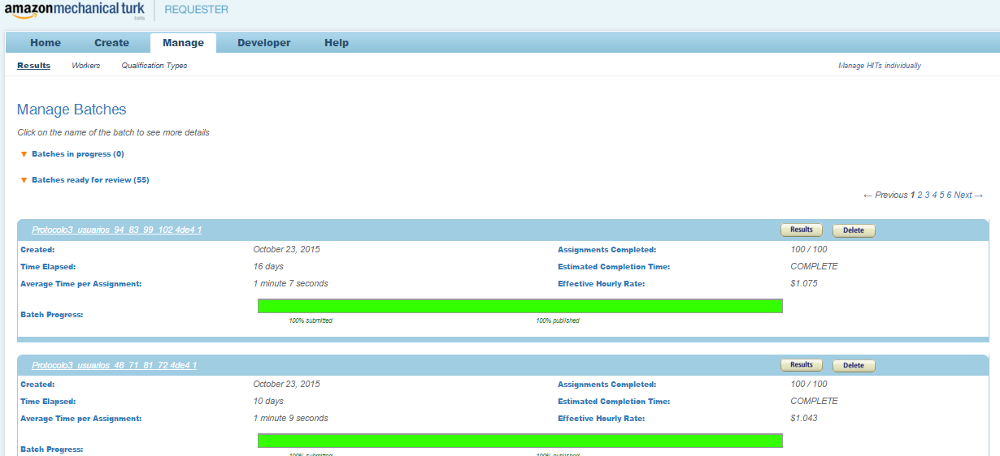 amazonmechanical turk
beta
REQUESTER
Home Create Manage Developer Help
Results Workers Qualification Types Manage HITs individually
Manage Batches
Click on the name of the batch to see more details
▼ Batches in progress (0)
▼ Batches ready for review (55)
← Previous 1 2 3 4 5 6 Next →
Protocolo3_usuarios_94_83_99_102 4de4 1 Results Delete
Created: October 23, 2015 Assignments Completed: 100 / 100
Time Elapsed: 16 days Estimated Completion Time: COMPLETE
Average Time per Assignment: 1 minute 7 seconds Effective Hourly Rate: $1.075
Batch Progress:
100% submitted 100% published
Protocolo3_usuarios_48_71_81_72 4de4 1 Results Delete
Created: October 23, 2015 Assignments Completed: 100 / 100
Time Elapsed: 10 days Estimated Completion Time: COMPLETE
Average Time per Assignment: 1 minute 9 seconds Effective Hourly Rate: $1.043
Batch Progress:
100% submitted 100% published